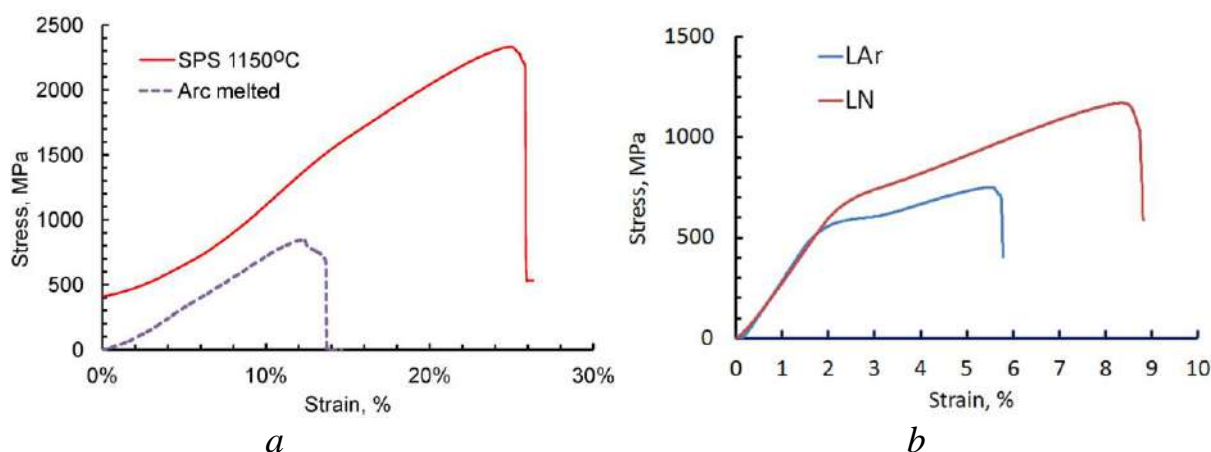 2500
2000
1500
1000
500
0
Stress, MPa
SPS 1150⁰C
Arc melted
0% 10% 20% 30%
Strain, %
a
1500
1000
500
0
Stress, MPa
LAr
LN
0 1 2 3 4 5 6 7 8 9 10
Strain, %
b